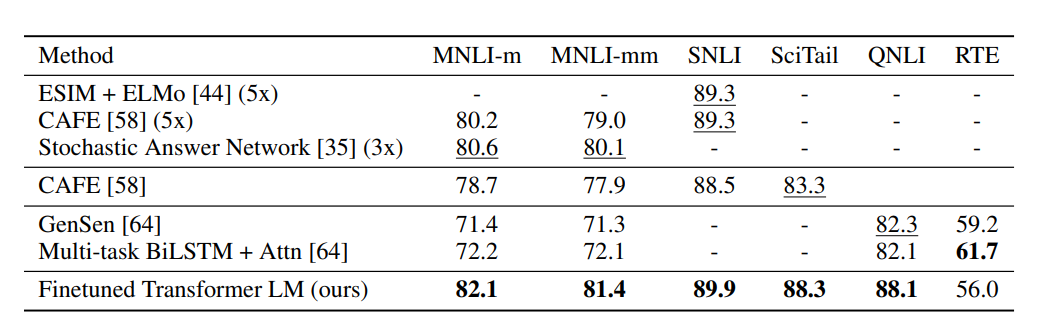 Method MNLI-m MNLI-mm SNLI SciTail QNLI RTE
ESIM + ELMo [44] (5x) - - 89.3 - - -
CAFE [58] (5x) 80.2 79.0 89.3 - - -
Stochastic Answer Network [35] (3x) 80.6 80.1 - - - -
CAFE [58] 78.7 77.9 88.5 83.3
GenSen [64] 71.4 71.3 - - 82.3 59.2
Multi-task BiLSTM + Attn [64] 72.2 72.1 - - 82.1 61.7
Finetuned Transformer LM (ours) 82.1 81.4 89.9 88.3 88.1 56.0